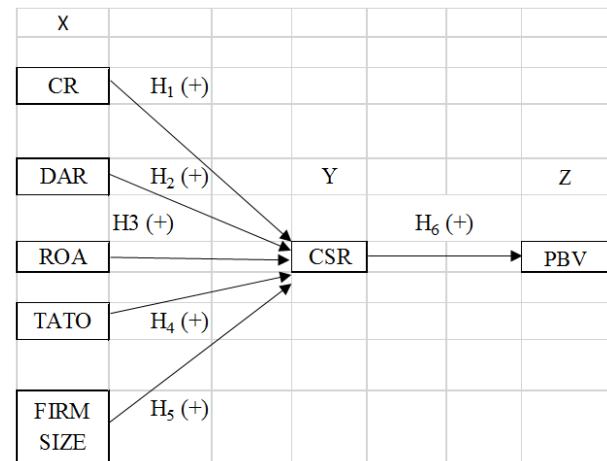 X
CR
H₁ (+)
DAR
H₂ (+)
Y
Z
H3 (+)
H₆ (+)
ROA
CSR
PBV
TATO
H₄ (+)
FIRM
SIZE
H₅ (+)